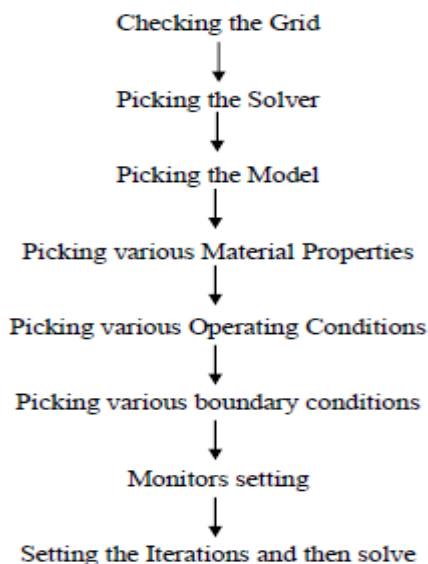 Checking the Grid
Picking the Solver
Picking the Model
Picking various Material Properties
Picking various Operating Conditions
Picking various boundary conditions
Monitors setting
Setting the Iterations and then solve